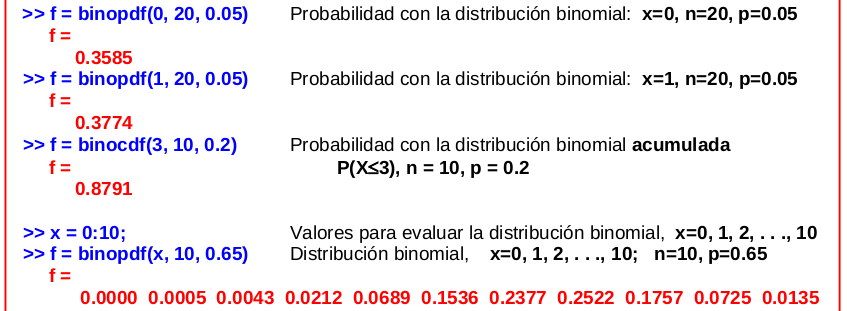 >> f = binopdf(0, 20, 0.05) Probabilidad con la distribución binomial: x=0, n=20, p=0.05
f =
0.3585
>> f = binopdf(1, 20, 0.05) Probabilidad con la distribución binomial: x=1, n=20, p=0.05
f =
0.3774
>> f = binocdf(3, 10, 0.2) Probabilidad con la distribución binomial acumulada
f = P(X≤3), n = 10, p = 0.2
0.8791
>> x = 0:10; Valores para evaluar la distribución binomial, x=0, 1, 2, . . ., 10
>> f = binopdf(x, 10, 0.65) Distribución binomial, x=0, 1, 2, . . ., 10; n=10, p=0.65
f =
0.0000 0.0005 0.0043 0.0212 0.0689 0.1536 0.2377 0.2522 0.1757 0.0725 0.0135